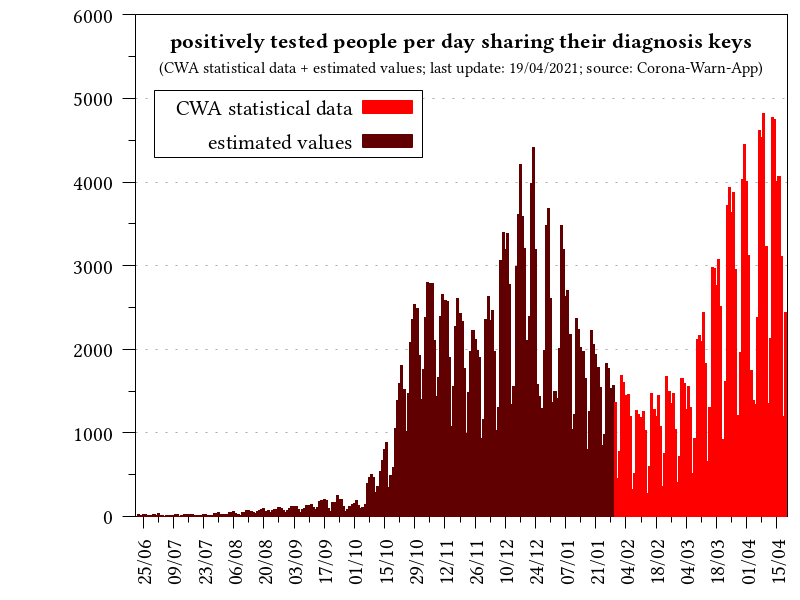 positively tested people per day sharing their diagnosis keys
(CWA statistical data + estimated values; last update: 19/04/2021; source: Corona-Warn-App)
CWA statistical data
estimated values
6000
5000
4000
3000
2000
1000
0
25/06 09/07 23/07 06/08 20/08 03/09 17/09 01/10 15/10 29/10 12/11 26/11 10/12 24/12 07/01 21/01 04/02 18/02 04/03 18/03 01/04 15/04